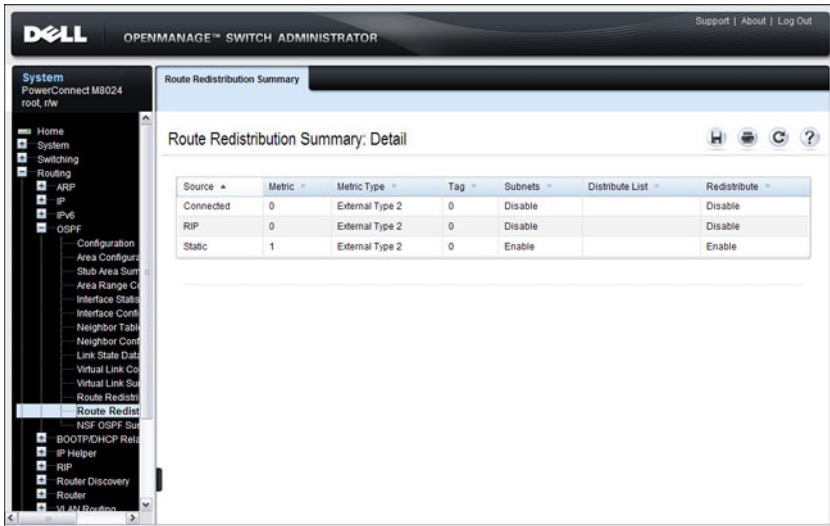 Support | About | Log Out
DELL OPENMANAGE™ SWITCH ADMINISTRATOR
System
PowerConnect M8024
root, r/w
Home
System
Switching
Routing
ARP
IP
IPv6
OSPF
Configuration
Area Configura
Stub Area Sum
Area Range Co
Interface Statis
Interface Confi
Neighbor Table
Neighbor Conf
Link State Data
Virtual Link Co
Virtual Link Sum
Route Redistri
Route Redist
NSF OSPF Sum
BOOTP/DHCP Rela
IP Helper
RIP
Router Discovery
Router
VLAN Routing
Route Redistribution Summary
Route Redistribution Summary: Detail
Source Metric Metric Type Tag Subnets Distribute List Redistribute
Connected 0 External Type 2 0 Disable Disable
RIP 0 External Type 2 0 Disable Disable
Static 1 External Type 2 0 Enable Enable